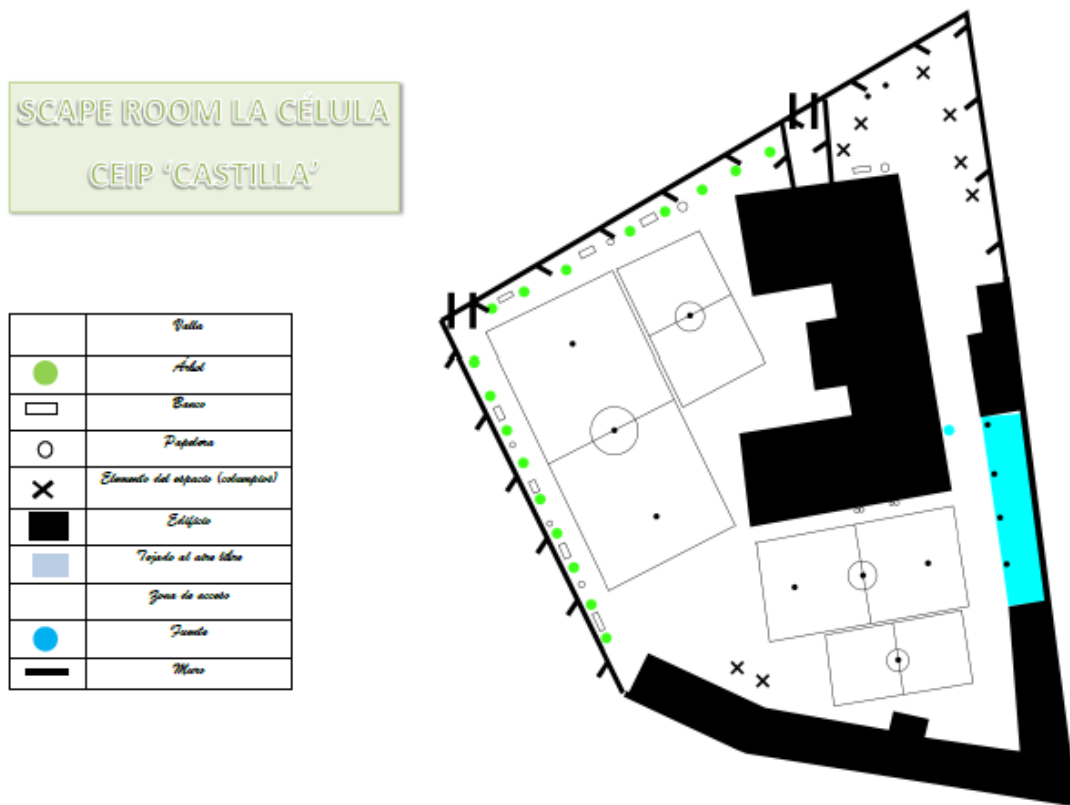 SCAPE ROOM LA CÉLULA
CEIP ‘CASTILLA’
Valla
Árbol
Banco
Papelera
Elemento del espacio (columpios)
Edificio
Tejado al aire libre
Zona de acceso
Fuente
Muro